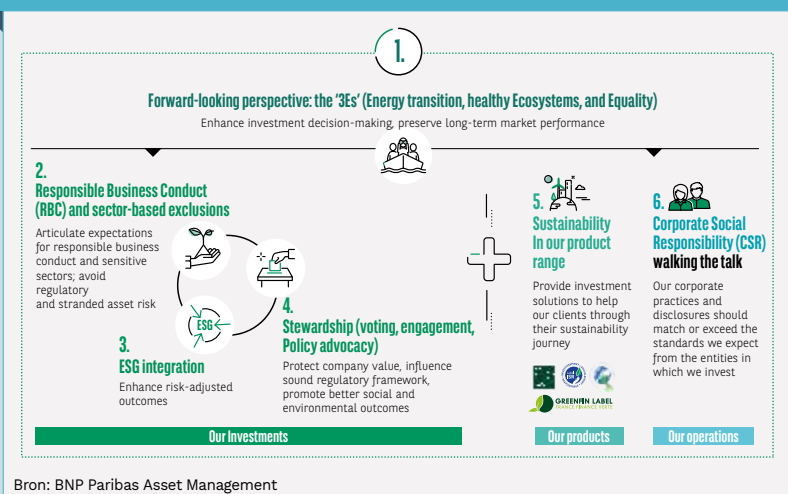 1.
Forward-looking perspective: the '3Es' (Energy transition, healthy Ecosystems, and Equality)
Enhance investment decision-making, preserve long-term market performance
2.
Responsible Business Conduct
(RBC) and sector-based exclusions
Articulate expectations
for responsible business
conduct and sensitive
sectors; avoid
regulatory
and stranded asset risk
ESG
3.
ESG integration
Enhance risk-adjusted
outcomes
4.
Stewardship (voting, engagement,
Policy advocacy)
Protect company value, influence
sound regulatory framework,
promote better social and
environmental outcomes
Our Investments
5.
Sustainability
In our product
range
Provide investment
solutions to help
our clients through
their sustainability
journey
GREENFIN LABEL
FRANCE FINANCE VERTE
Our products
6.
Corporate Social
Responsibility (CSR)
walking the talk
Our corporate
practices and
disclosures should
match or exceed the
standards we expect
from the entities in
which we invest
Our operations
Bron: BNP Paribas Asset Management